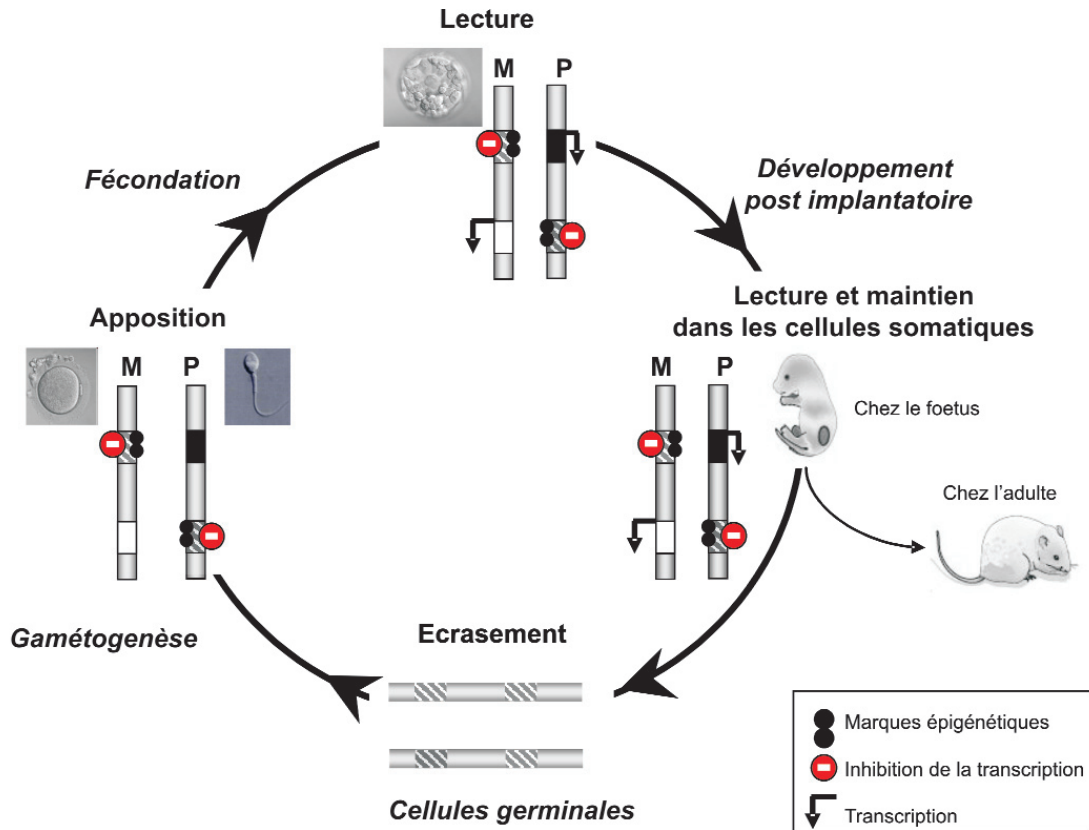 Lecture
M P
Fécondation
Développement
post implantatoire
Apposition
M P
Lecture et maintien
dans les cellules somatiques
M P
Chez le foetus
Chez l'adulte
Gamétogenèse
Ecrasement
Cellules germinales
Marques épigénétiques
Inhibition de la transcription
Transcription